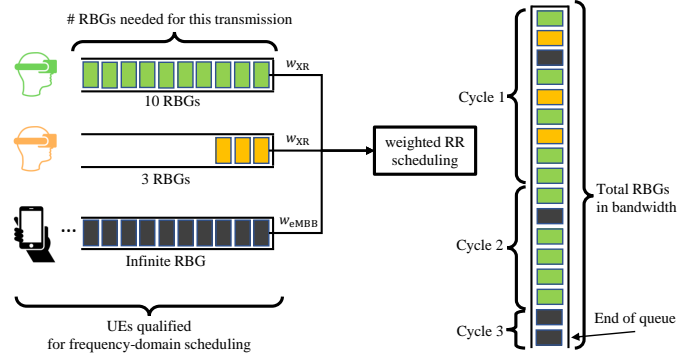 # RBGs needed for this transmission
w_XR
10 RBGs
w_XR
3 RBGs
...
w_eMBB
Infinite RBG
UEs qualified
for frequency-domain scheduling
weighted RR
scheduling
Cycle 1
Cycle 2
Cycle 3
Total RBGs
in bandwidth
End of queue